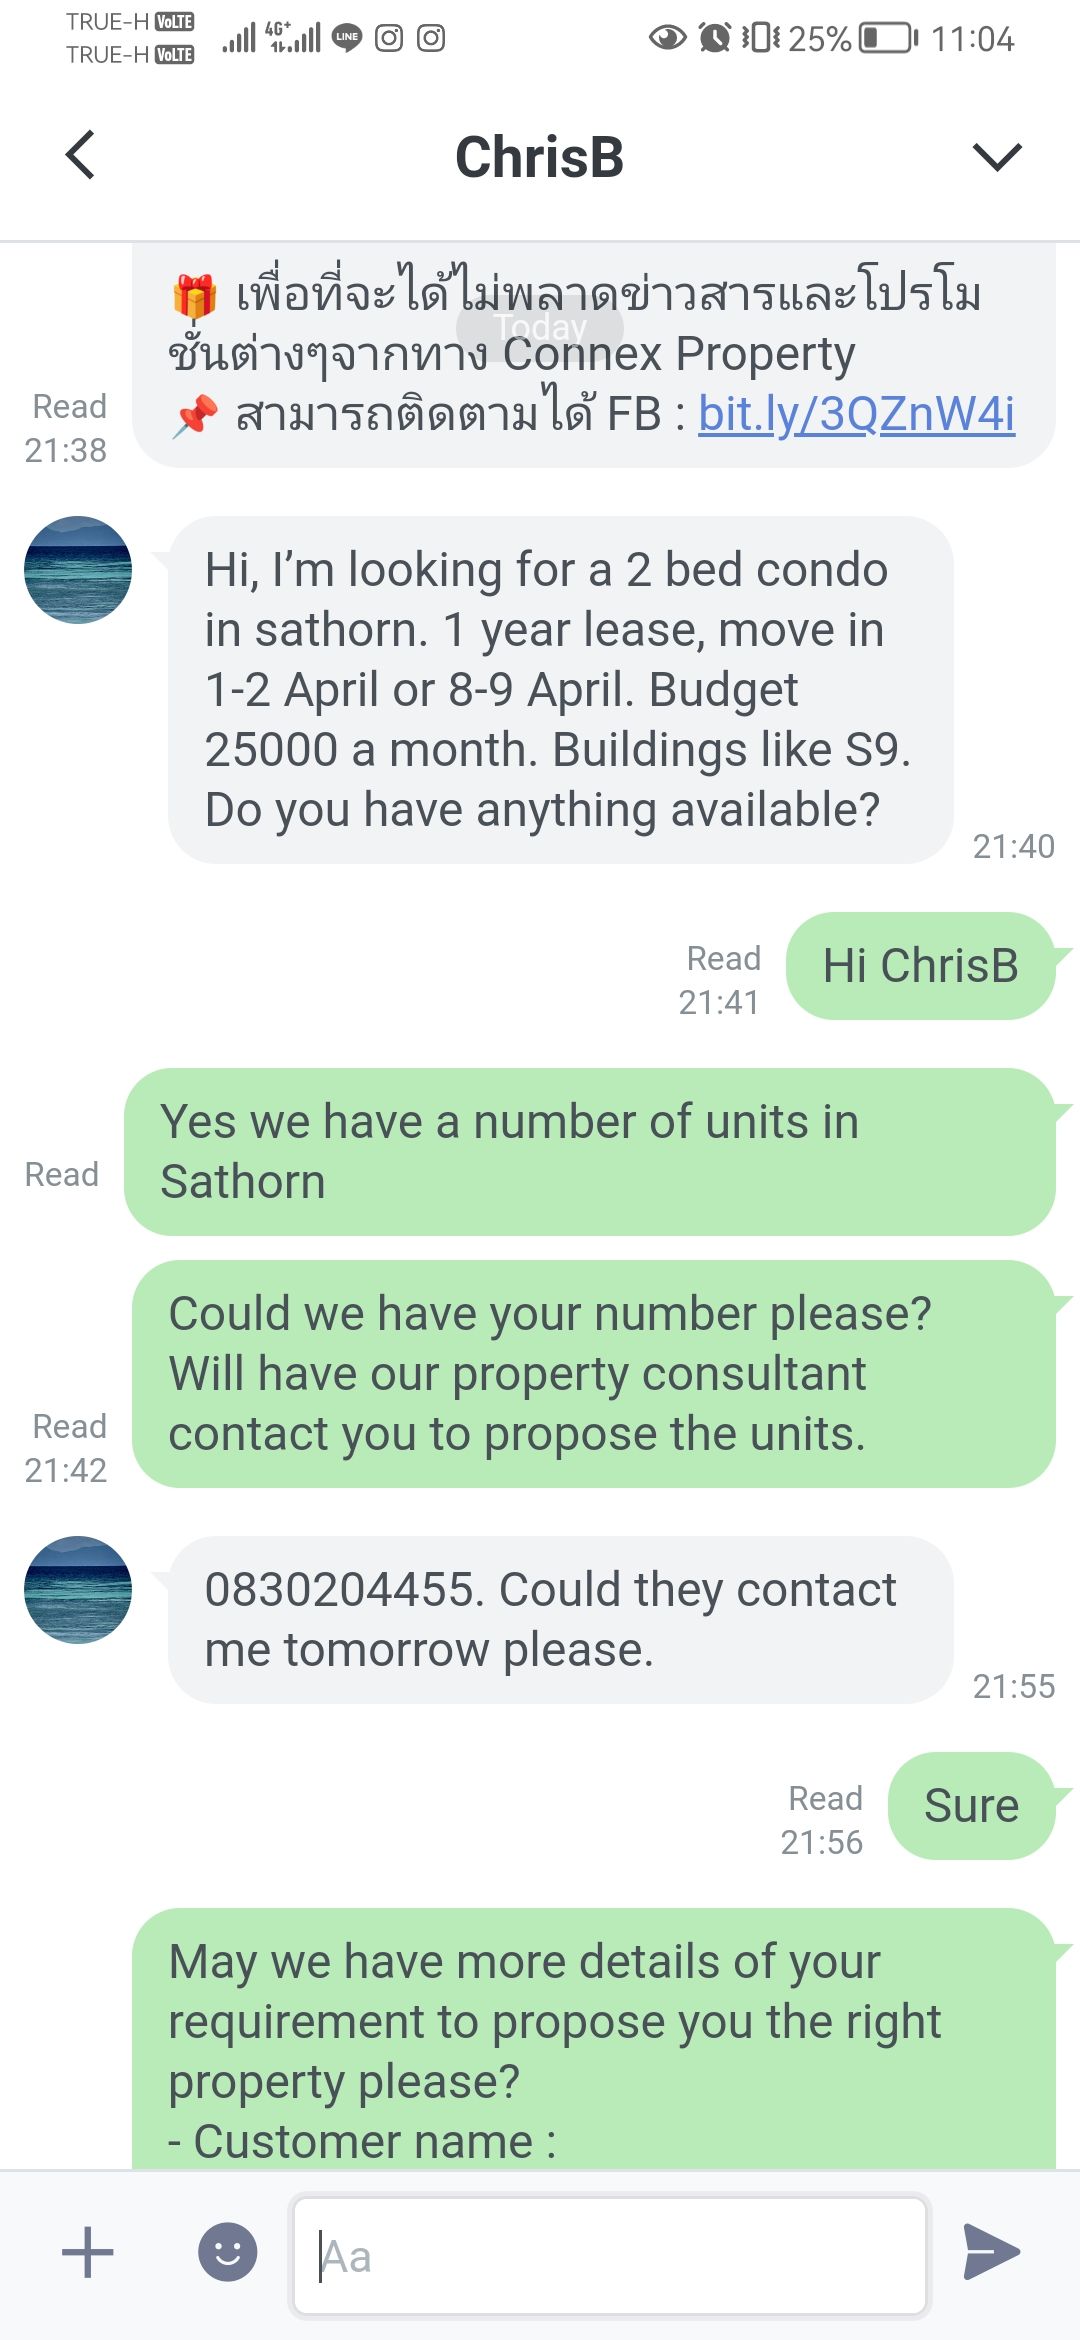 TRUE-H VoLTE
TRUE-H VoLTE
4G+
LINE
25%
11:04
ChrisB
🎁 เพื่อที่จะได้ไม่พลาดข่าวสารและโปรโม
Today
ชั่นต่างๆจากทาง Connex Property
📌 สามารถติดตามได้ FB : bit.ly/3QZnW4i
Read
21:38
Hi, I’m looking for a 2 bed condo
in sathorn. 1 year lease, move in
1-2 April or 8-9 April. Budget
25000 a month. Buildings like S9.
Do you have anything available?
21:40
Read
21:41
Hi ChrisB
Yes we have a number of units in
Sathorn
Read
Could we have your number please?
Will have our property consultant
contact you to propose the units.
Read
21:42
0830204455. Could they contact
me tomorrow please.
21:55
Read
21:56
Sure
May we have more details of your
requirement to propose you the right
property please?
- Customer name :
Aa